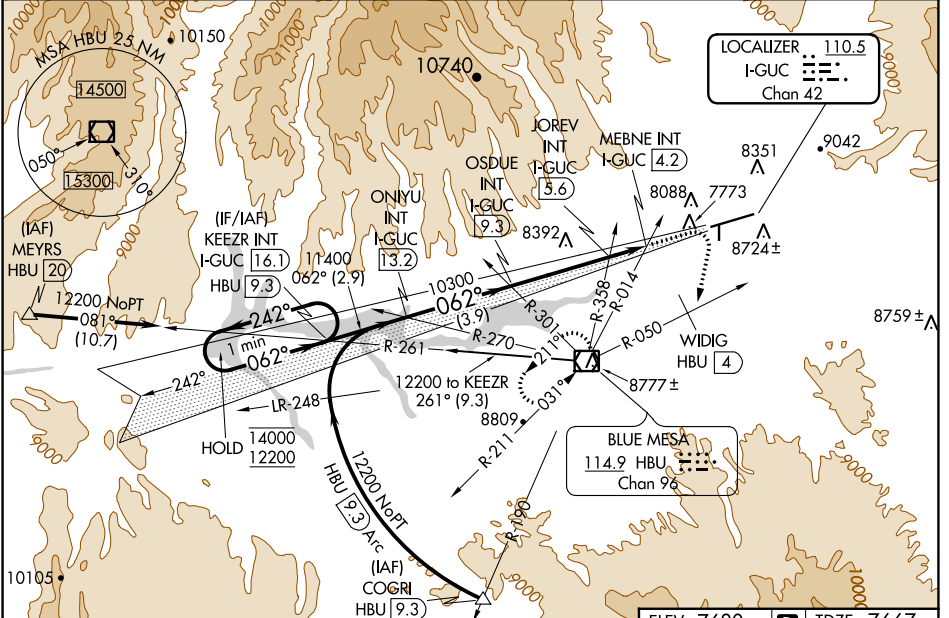 10000
10150
1000
MSA HBU 25 NM
14500
050°
310°
15300
10740
LOCALIZER 110.5
I-GUC
Chan 42
9000
9042
8351
MEBNE INT
I-GUC 4.2
JOREV
INT
I-GUC
5.6
OSDUE
INT
I-GUC
9.3
8088
7773
8392
8724±
ONIYU
INT
I-GUC
13.2
(IF/IAF)
KEEZR INT
I-GUC 16.1
HBU 9.3
11400
062° (2.9)
(IAF)
MEYRS
HBU 20
9000
12200 NoPT
081°
(10.7)
242°
1 min
062°
10300
062°
(3.9)
R-301
R-358
R-014
R-050
R-270
R-261
211°
031°
WIDIG
HBU 4
8759±
8777±
242°
LR-248
12200 to KEEZR
261° (9.3)
8809
R-211
HOLD 14000
12200
BLUE MESA
114.9 HBU
Chan 96
12200 NoPT
HBU 9.3 Arc
R-190
(IAF)
COGRI
HBU 9.3
9000
9000
10105